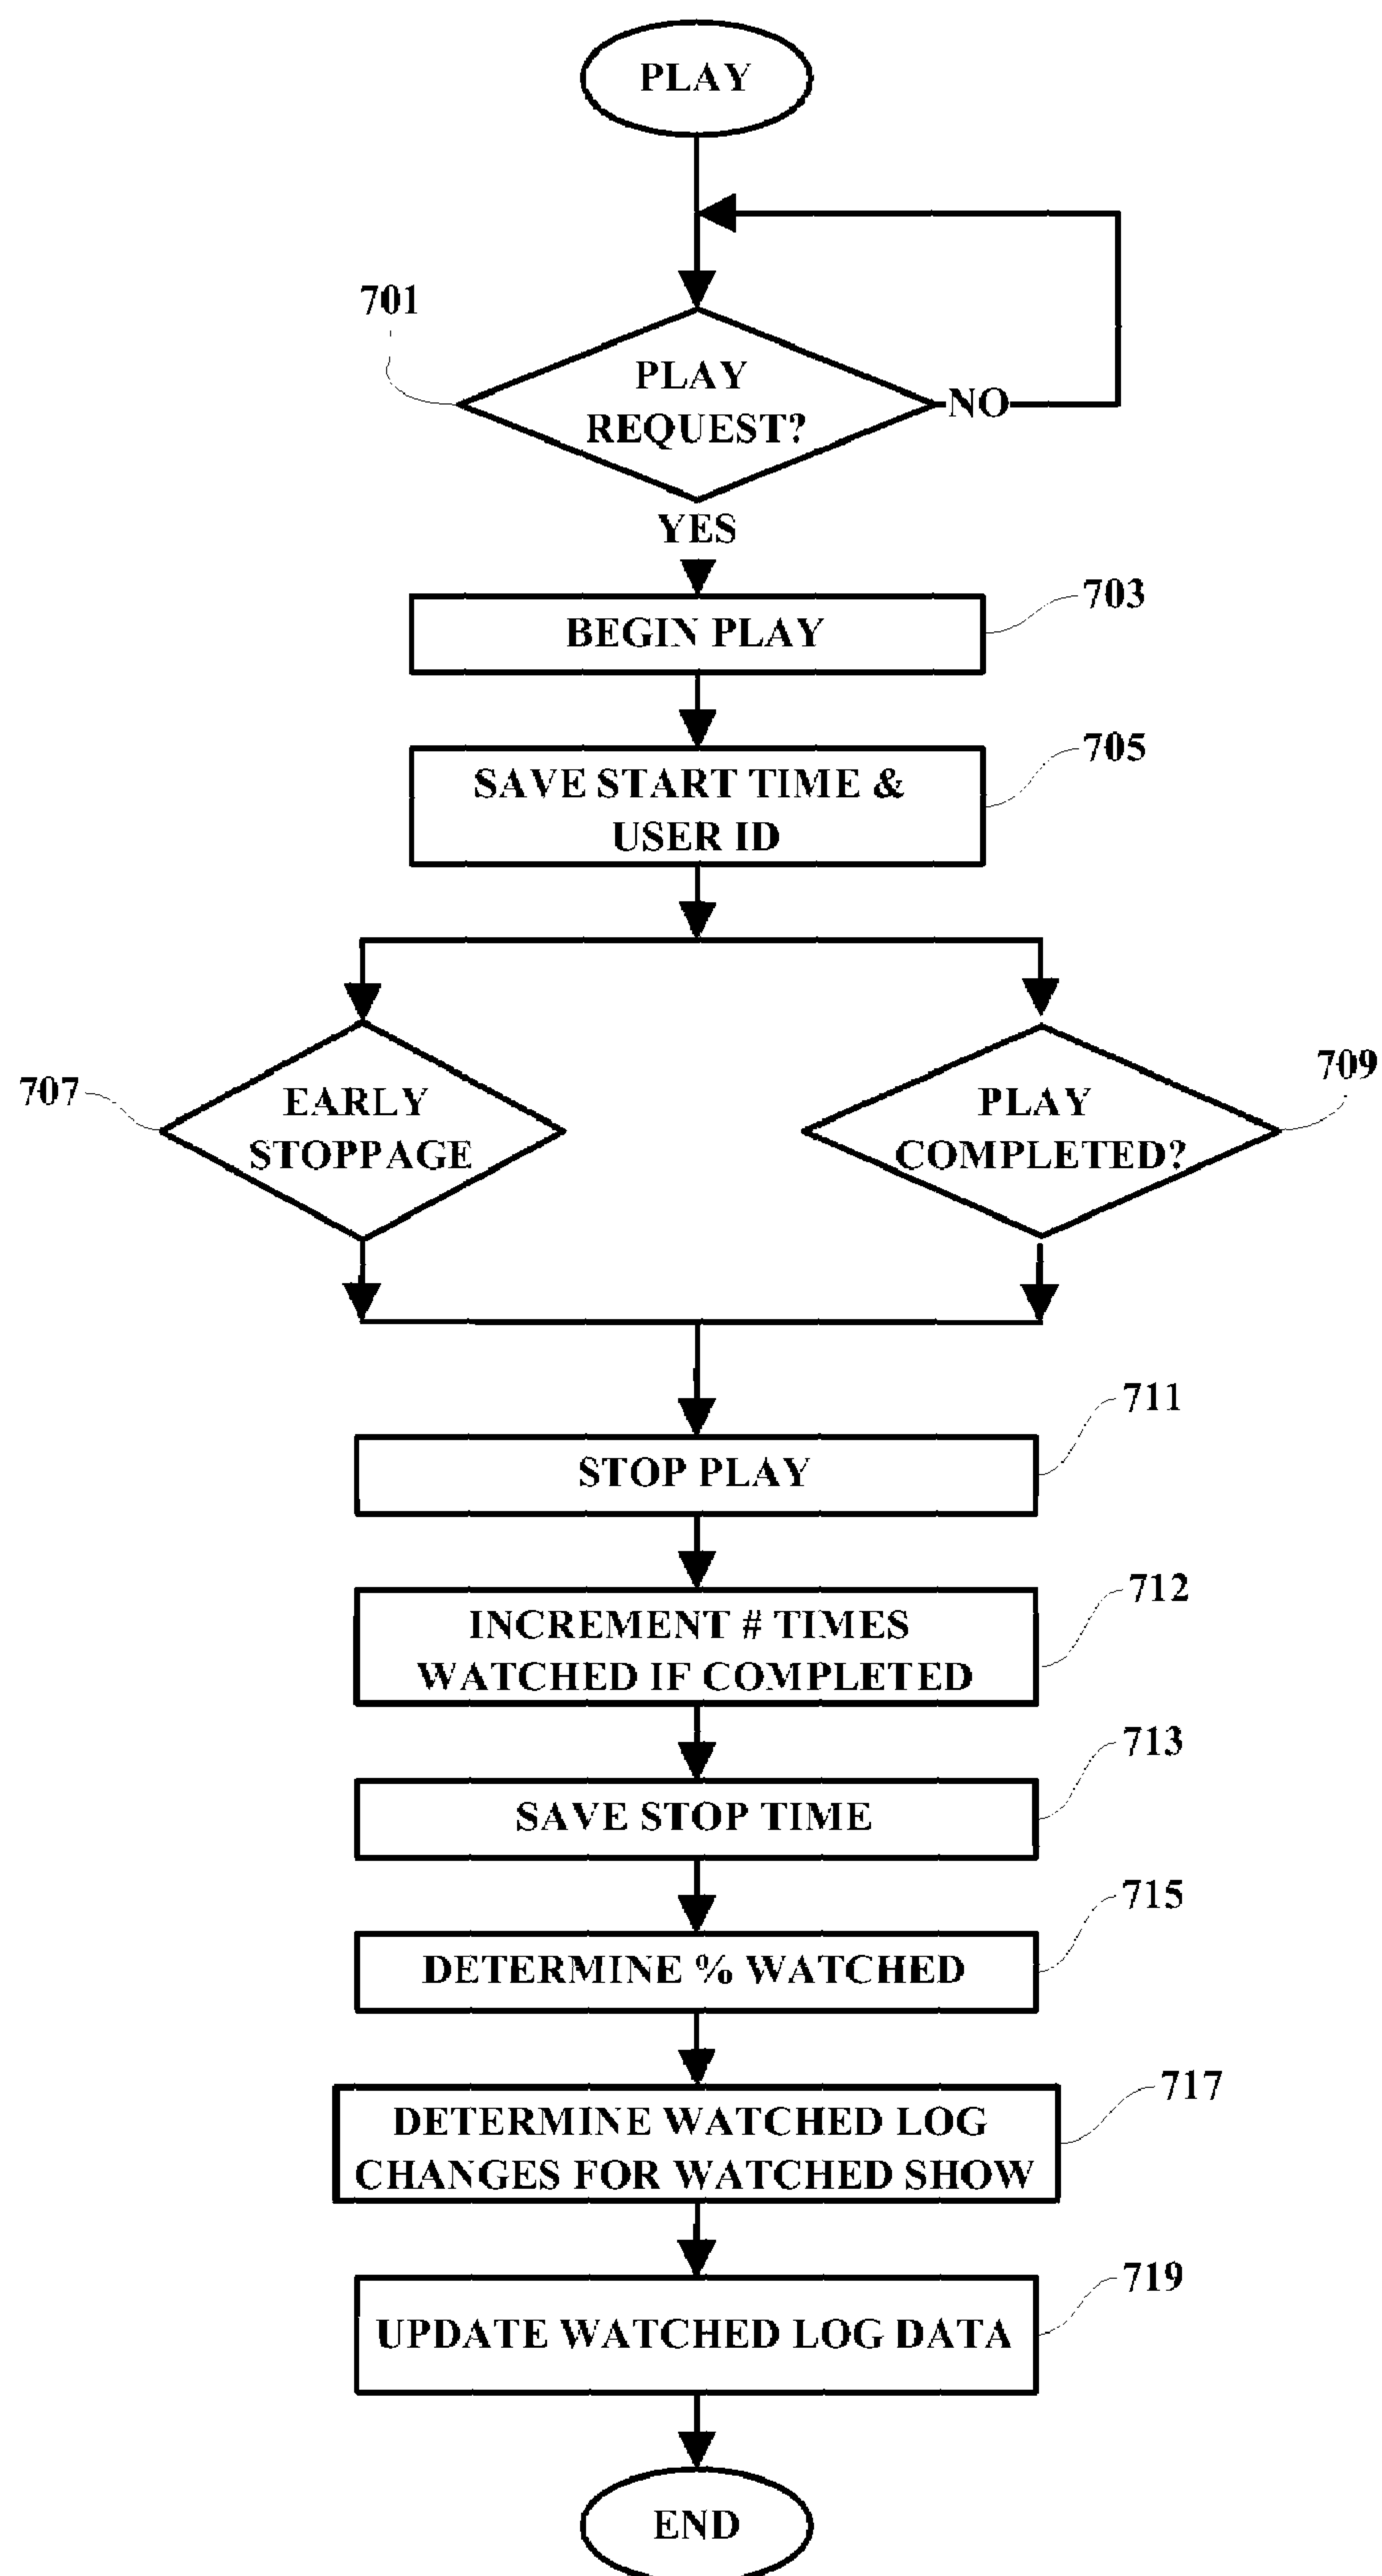 PLAY
701
PLAY
REQUEST?
NO
YES
703
BEGIN PLAY
705
SAVE START TIME &
USER ID
707
EARLY
STOPPAGE
709
PLAY
COMPLETED?
711
STOP PLAY
712
INCREMENT # TIMES
WATCHED IF COMPLETED
713
SAVE STOP TIME
715
DETERMINE % WATCHED
717
DETERMINE WATCHED LOG
CHANGES FOR WATCHED SHOW
719
UPDATE WATCHED LOG DATA
END